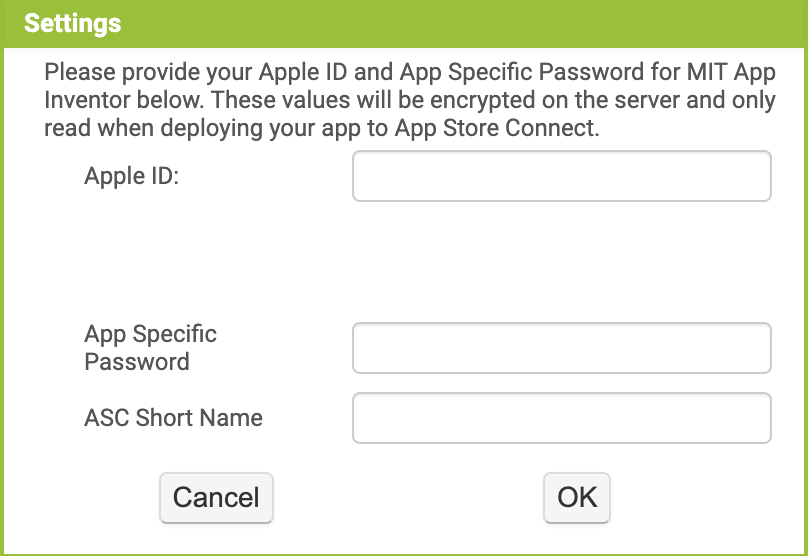 Settings
Please provide your Apple ID and App Specific Password for MIT App
Inventor below. These values will be encrypted on the server and only
read when deploying your app to App Store Connect.
Apple ID:
App Specific
Password
ASC Short Name
Cancel
OK